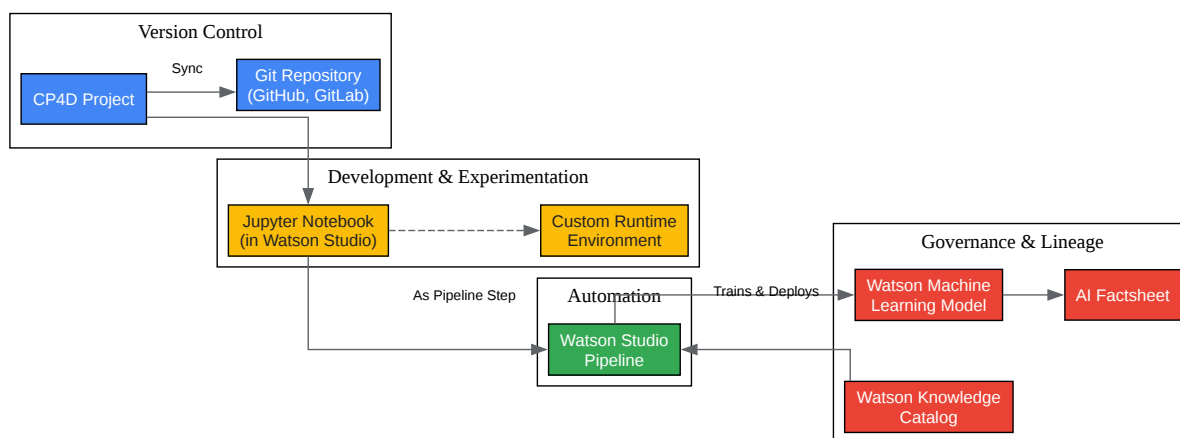 Version Control
Sync
CP4D Project
Git Repository
(GitHub, GitLab)
Development & Experimentation
Jupyter Notebook
(in Watson Studio)
Custom Runtime
Environment
Governance & Lineage
As Pipeline Step
Automation
Trains & Deploys
Watson Machine
Learning Model
AI Factsheet
Watson Studio
Pipeline
Watson Knowledge
Catalog